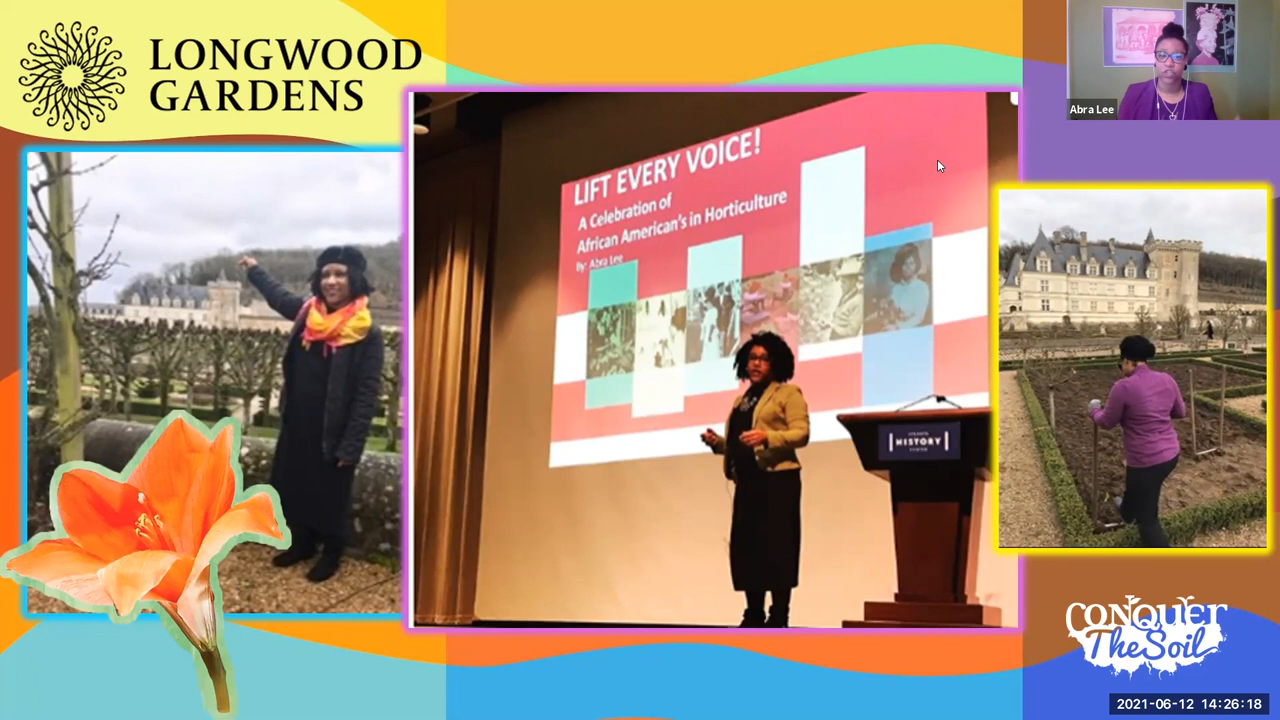 LONGWOOD
GARDENS
LIFT EVERY VOICE!
A Celebration of
African American's in Horticulture
By: Abra Lee
HISTORY
Abra Lee
CONQUER
The Soil
2021-06-12 14:26:18